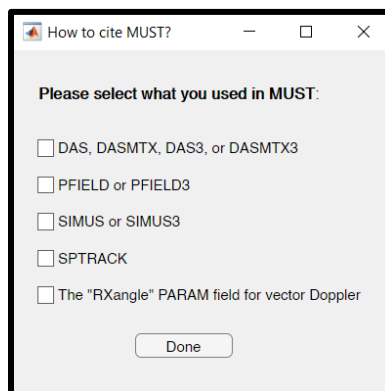 How to cite MUST?
Please select what you used in MUST:
DAS, DASMTX, DAS3, or DASMTX3
PFIELD or PFIELD3
SIMUS or SIMUS3
SPTRACK
The "RXangle" PARAM field for vector Doppler
Done